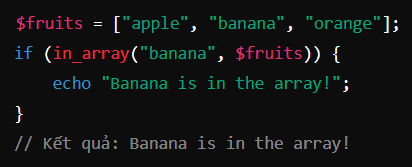 $fruits = ["apple", "banana", "orange"];
if (in_array("banana", $fruits)) {
    echo "Banana is in the array!";
}
// Kết quả: Banana is in the array!